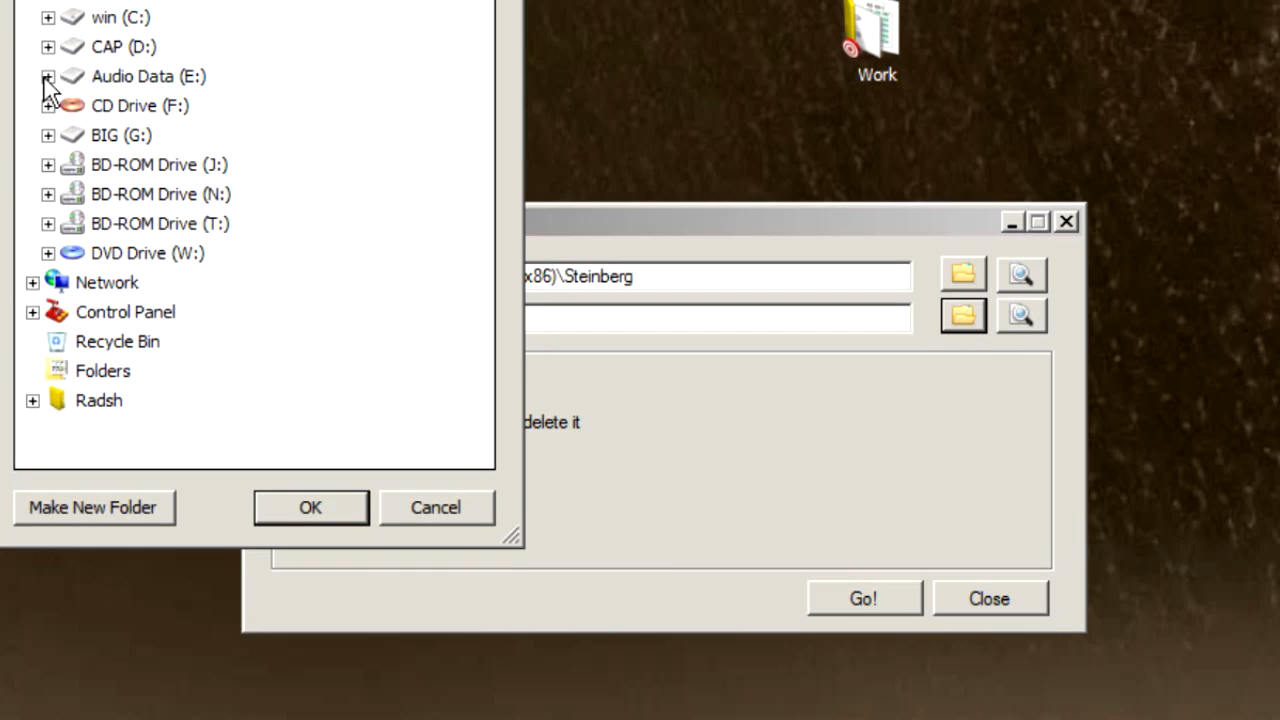 win (C:)
CAP (D:)
Audio Data (E:)
CD Drive (F:)
BIG (G:)
BD-ROM Drive (J:)
BD-ROM Drive (N:)
BD-ROM Drive (T:)
DVD Drive (W:)
Network
Control Panel
Recycle Bin
Folders
Radsh
Make New Folder
OK
Cancel
Work
x86)\Steinberg
delete it
Go!
Close